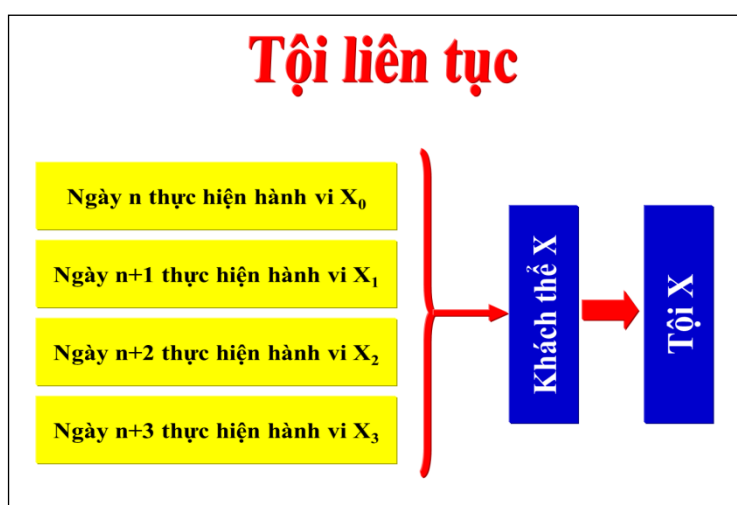 Tội liên tục
Ngày n thực hiện hành vi X₀
Ngày n+1 thực hiện hành vi X₁
Ngày n+2 thực hiện hành vi X₂
Ngày n+3 thực hiện hành vi X₃
Khách thể X
Tội X